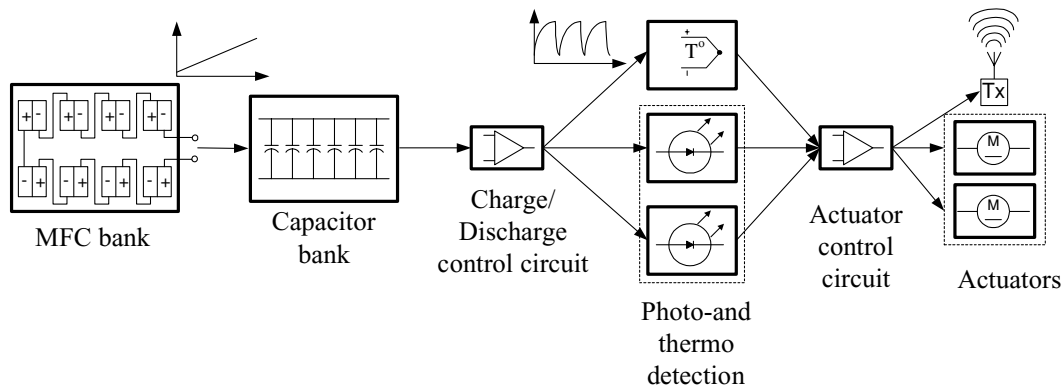 + - + - + - + -
- + - + - + - +
MFC bank
Capacitor
bank
Charge/
Discharge
control circuit
+
T°
-
Photo-and
thermo
detection
Actuator
control
circuit
Tx
M
M
Actuators